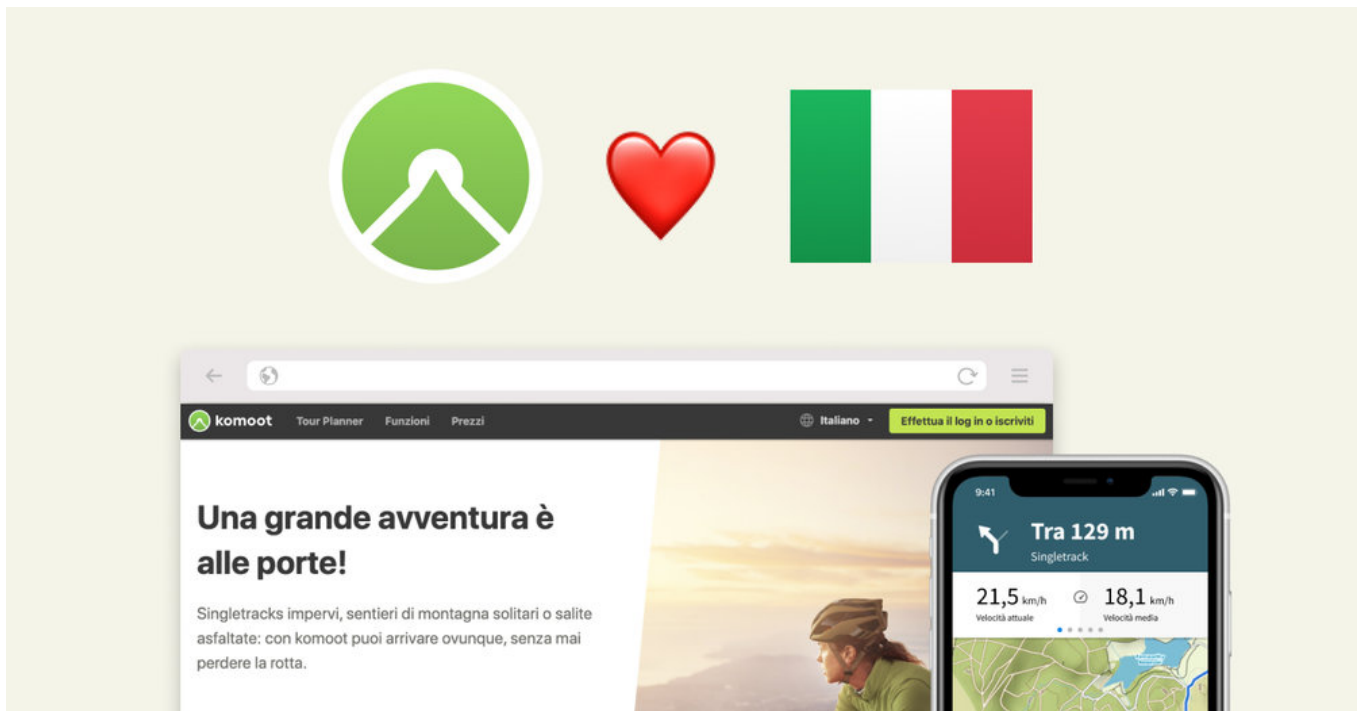 komoot Tour Planner Funzioni Prezzi Italiano Effettua il log in o iscriviti
Una grande avventura è
alle porte!
Singletracks impervi, sentieri di montagna solitari o salite
asfaltate: con komoot puoi arrivare ovunque, senza mai
perdere la rotta.
9:41
Tra 129 m
Singletrack
21,5 km/h 18,1 km/h
Velocità attuale Velocità media